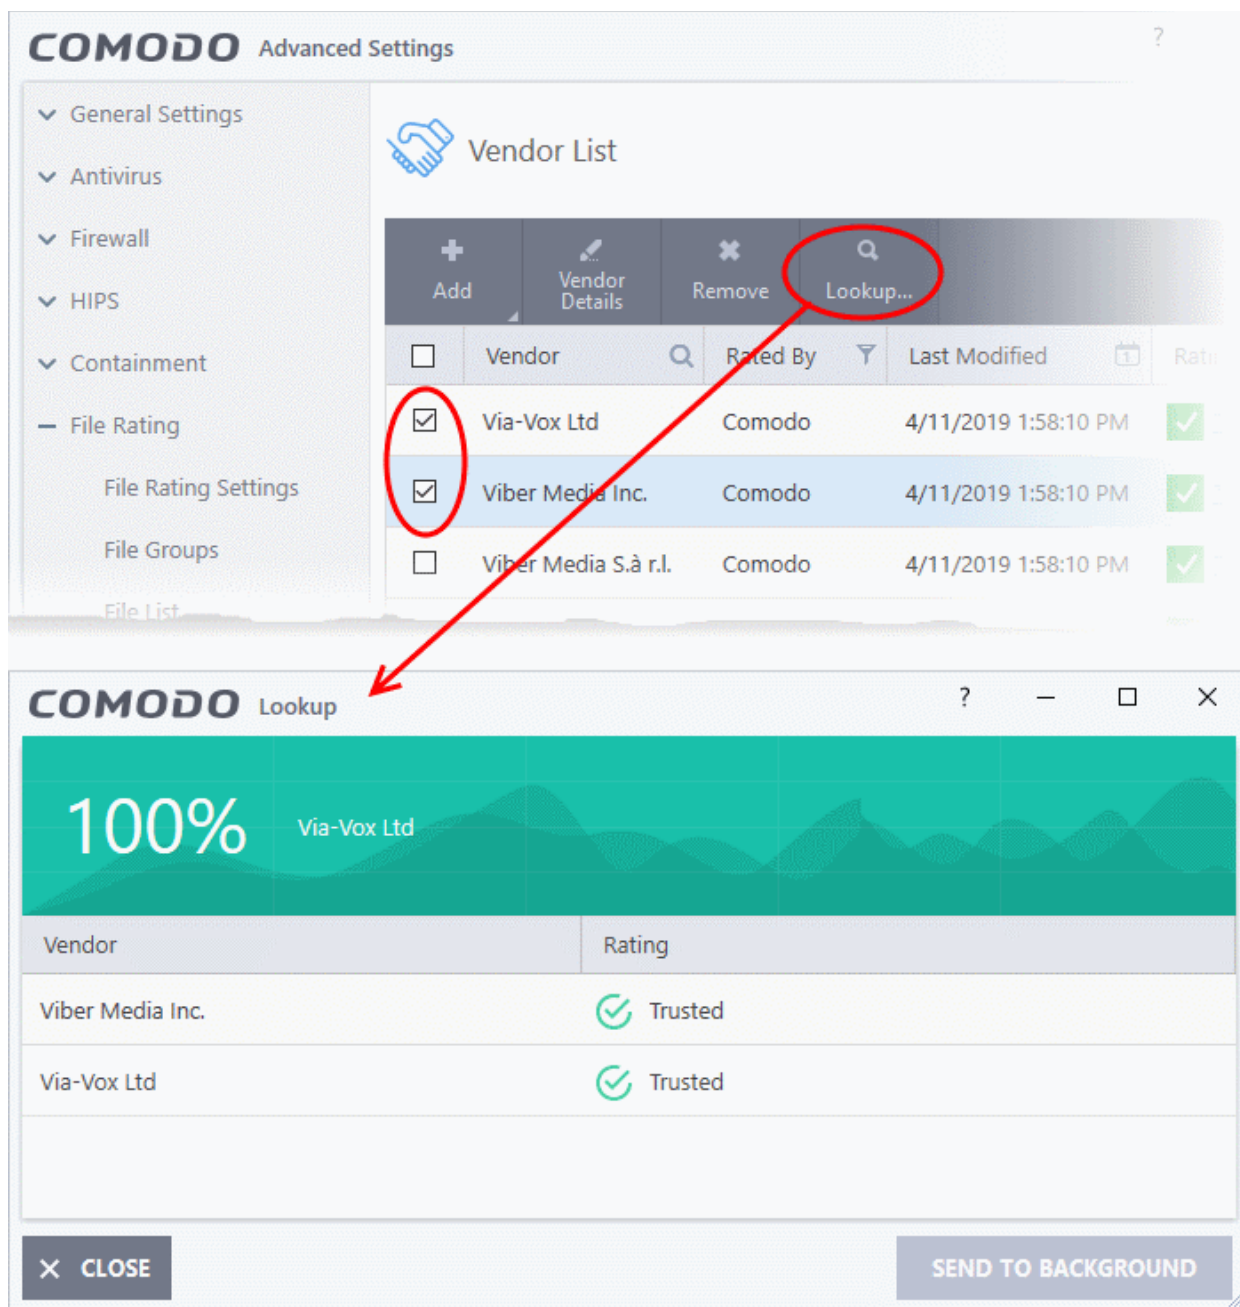 COMODO Advanced Settings ?
General Settings
Antivirus
Firewall
HIPS
Containment
File Rating
File Rating Settings
File Groups
File List
Vendor List
Add
Vendor
Details
Remove
Lookup...
Vendor Rated By Last Modified
Via-Vox Ltd Comodo 4/11/2019 1:58:10 PM
Viber Media Inc. Comodo 4/11/2019 1:58:10 PM
Viber Media S.à r.l. Comodo 4/11/2019 1:58:10 PM
COMODO Lookup ?
100% Via-Vox Ltd
Vendor Rating
Viber Media Inc. Trusted
Via-Vox Ltd Trusted
CLOSE
SEND TO BACKGROUND